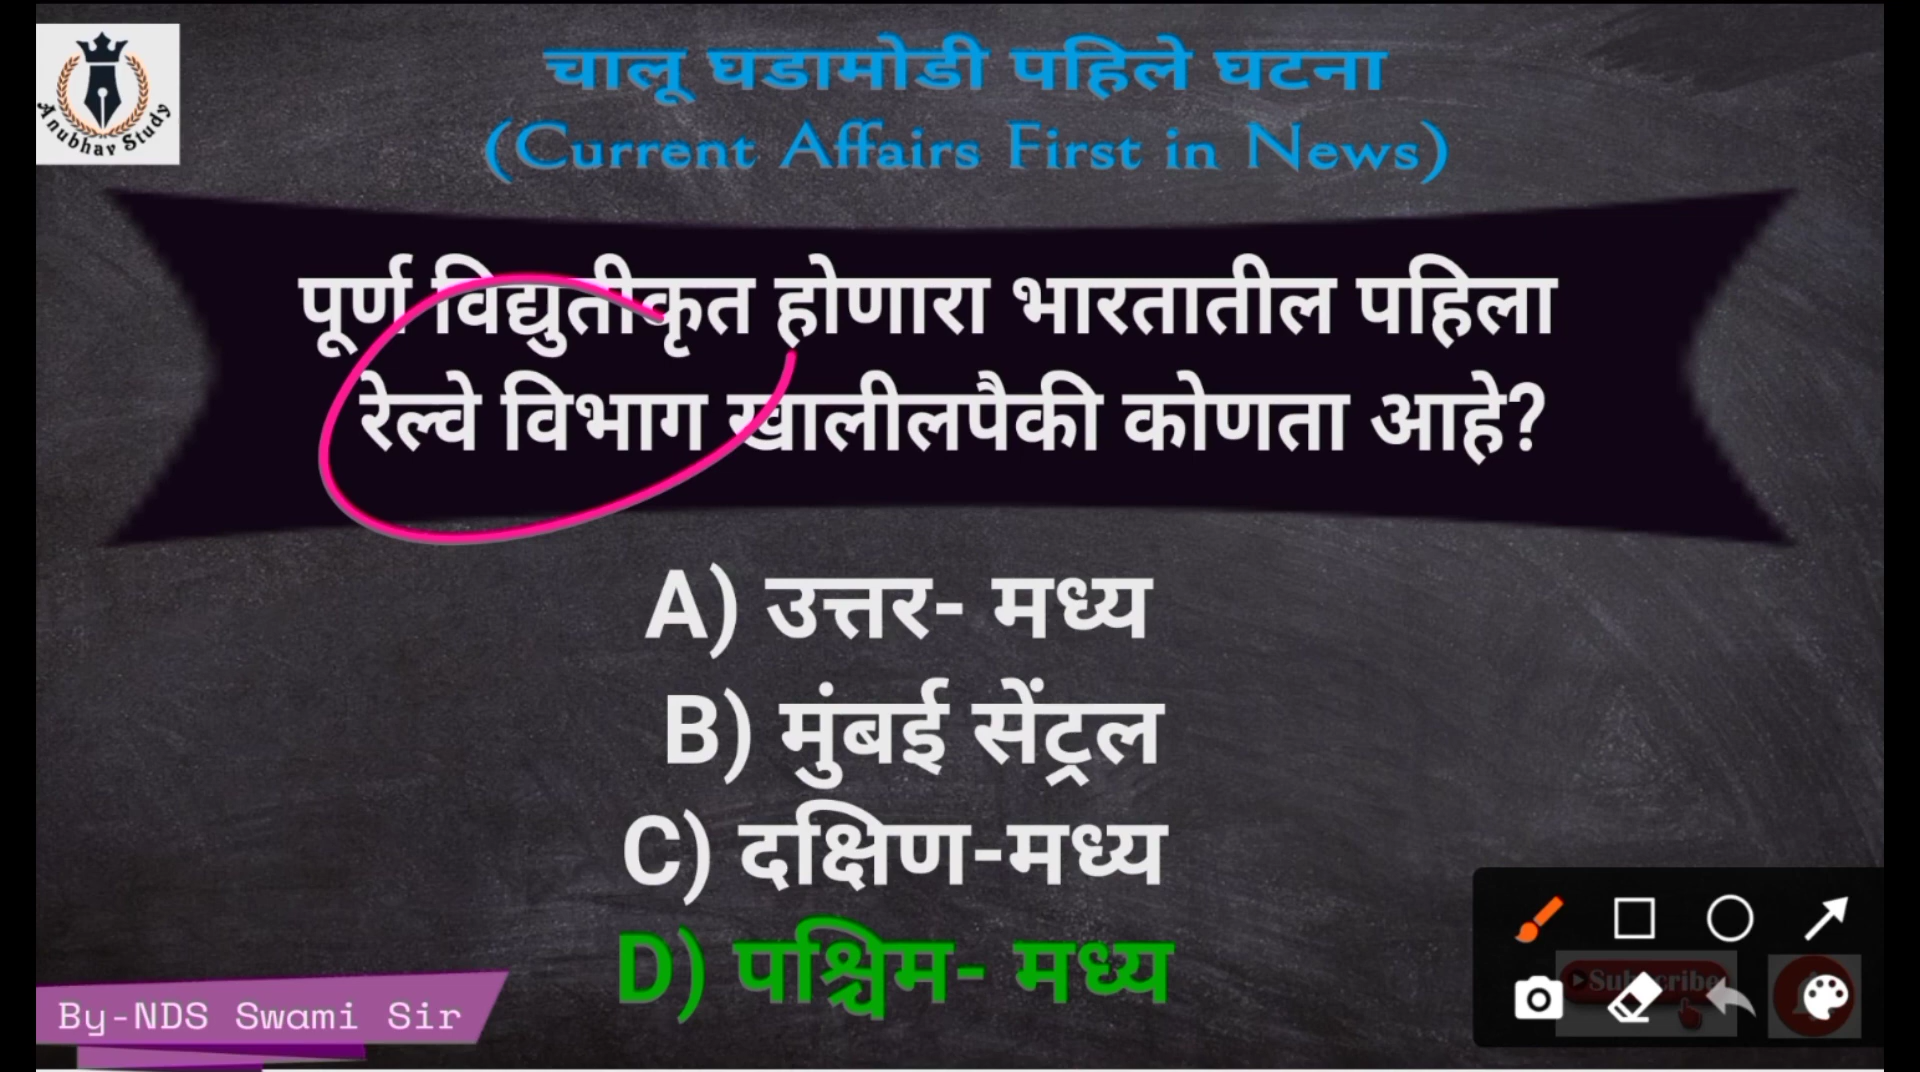 Anubhav Study
चालू घडामोडी पहिले घटना
(Current Affairs First in News)
पूर्ण विद्युतीकृत होणारा भारतातील पहिला
रेल्वे विभाग खालीलपैकी कोणता आहे?
A) उत्तर- मध्य
B) मुंबई सेंट्रल
C) दक्षिण-मध्य
D) पश्चिम- मध्य
By-NDS Swami Sir
Subscribe